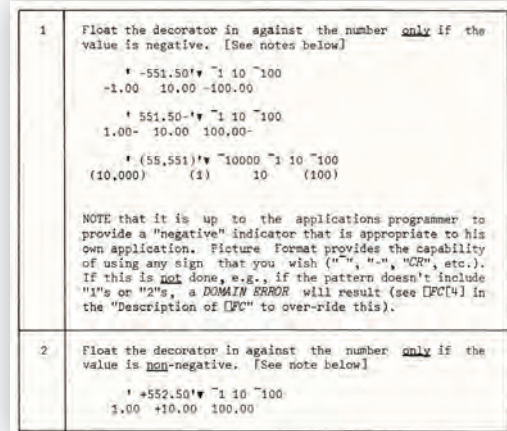 1 Float the decorator in against the number only if the
value is negative. [See notes below]
' -551.50'⍕ ¯1 10 ¯100
-1.00 10.00 -100.00
' 551.50-'⍕ ¯1 10 ¯100
1.00- 10.00 100.00-
' (55,551)'⍕ ¯10000 ¯1 10 ¯100
(10,000) (1) 10 (100)
NOTE that it is up to the applications programmer to
provide a "negative" indicator that is appropriate to his
own application. Picture Format provides the capability
of using any sign that you wish ("¯", "-", "CR", etc.).
If this is not done, e.g., if the pattern doesn't include
"1"s or "2"s, a DOMAIN ERROR will result (see ⎕FC[4] in
the "Description of ⎕FC" to over-ride this).
2 Float the decorator in against the number only if the
value is non-negative. [See note below]
' +552.50'⍕ ¯1 10 ¯100
1.00 +10.00 100.00